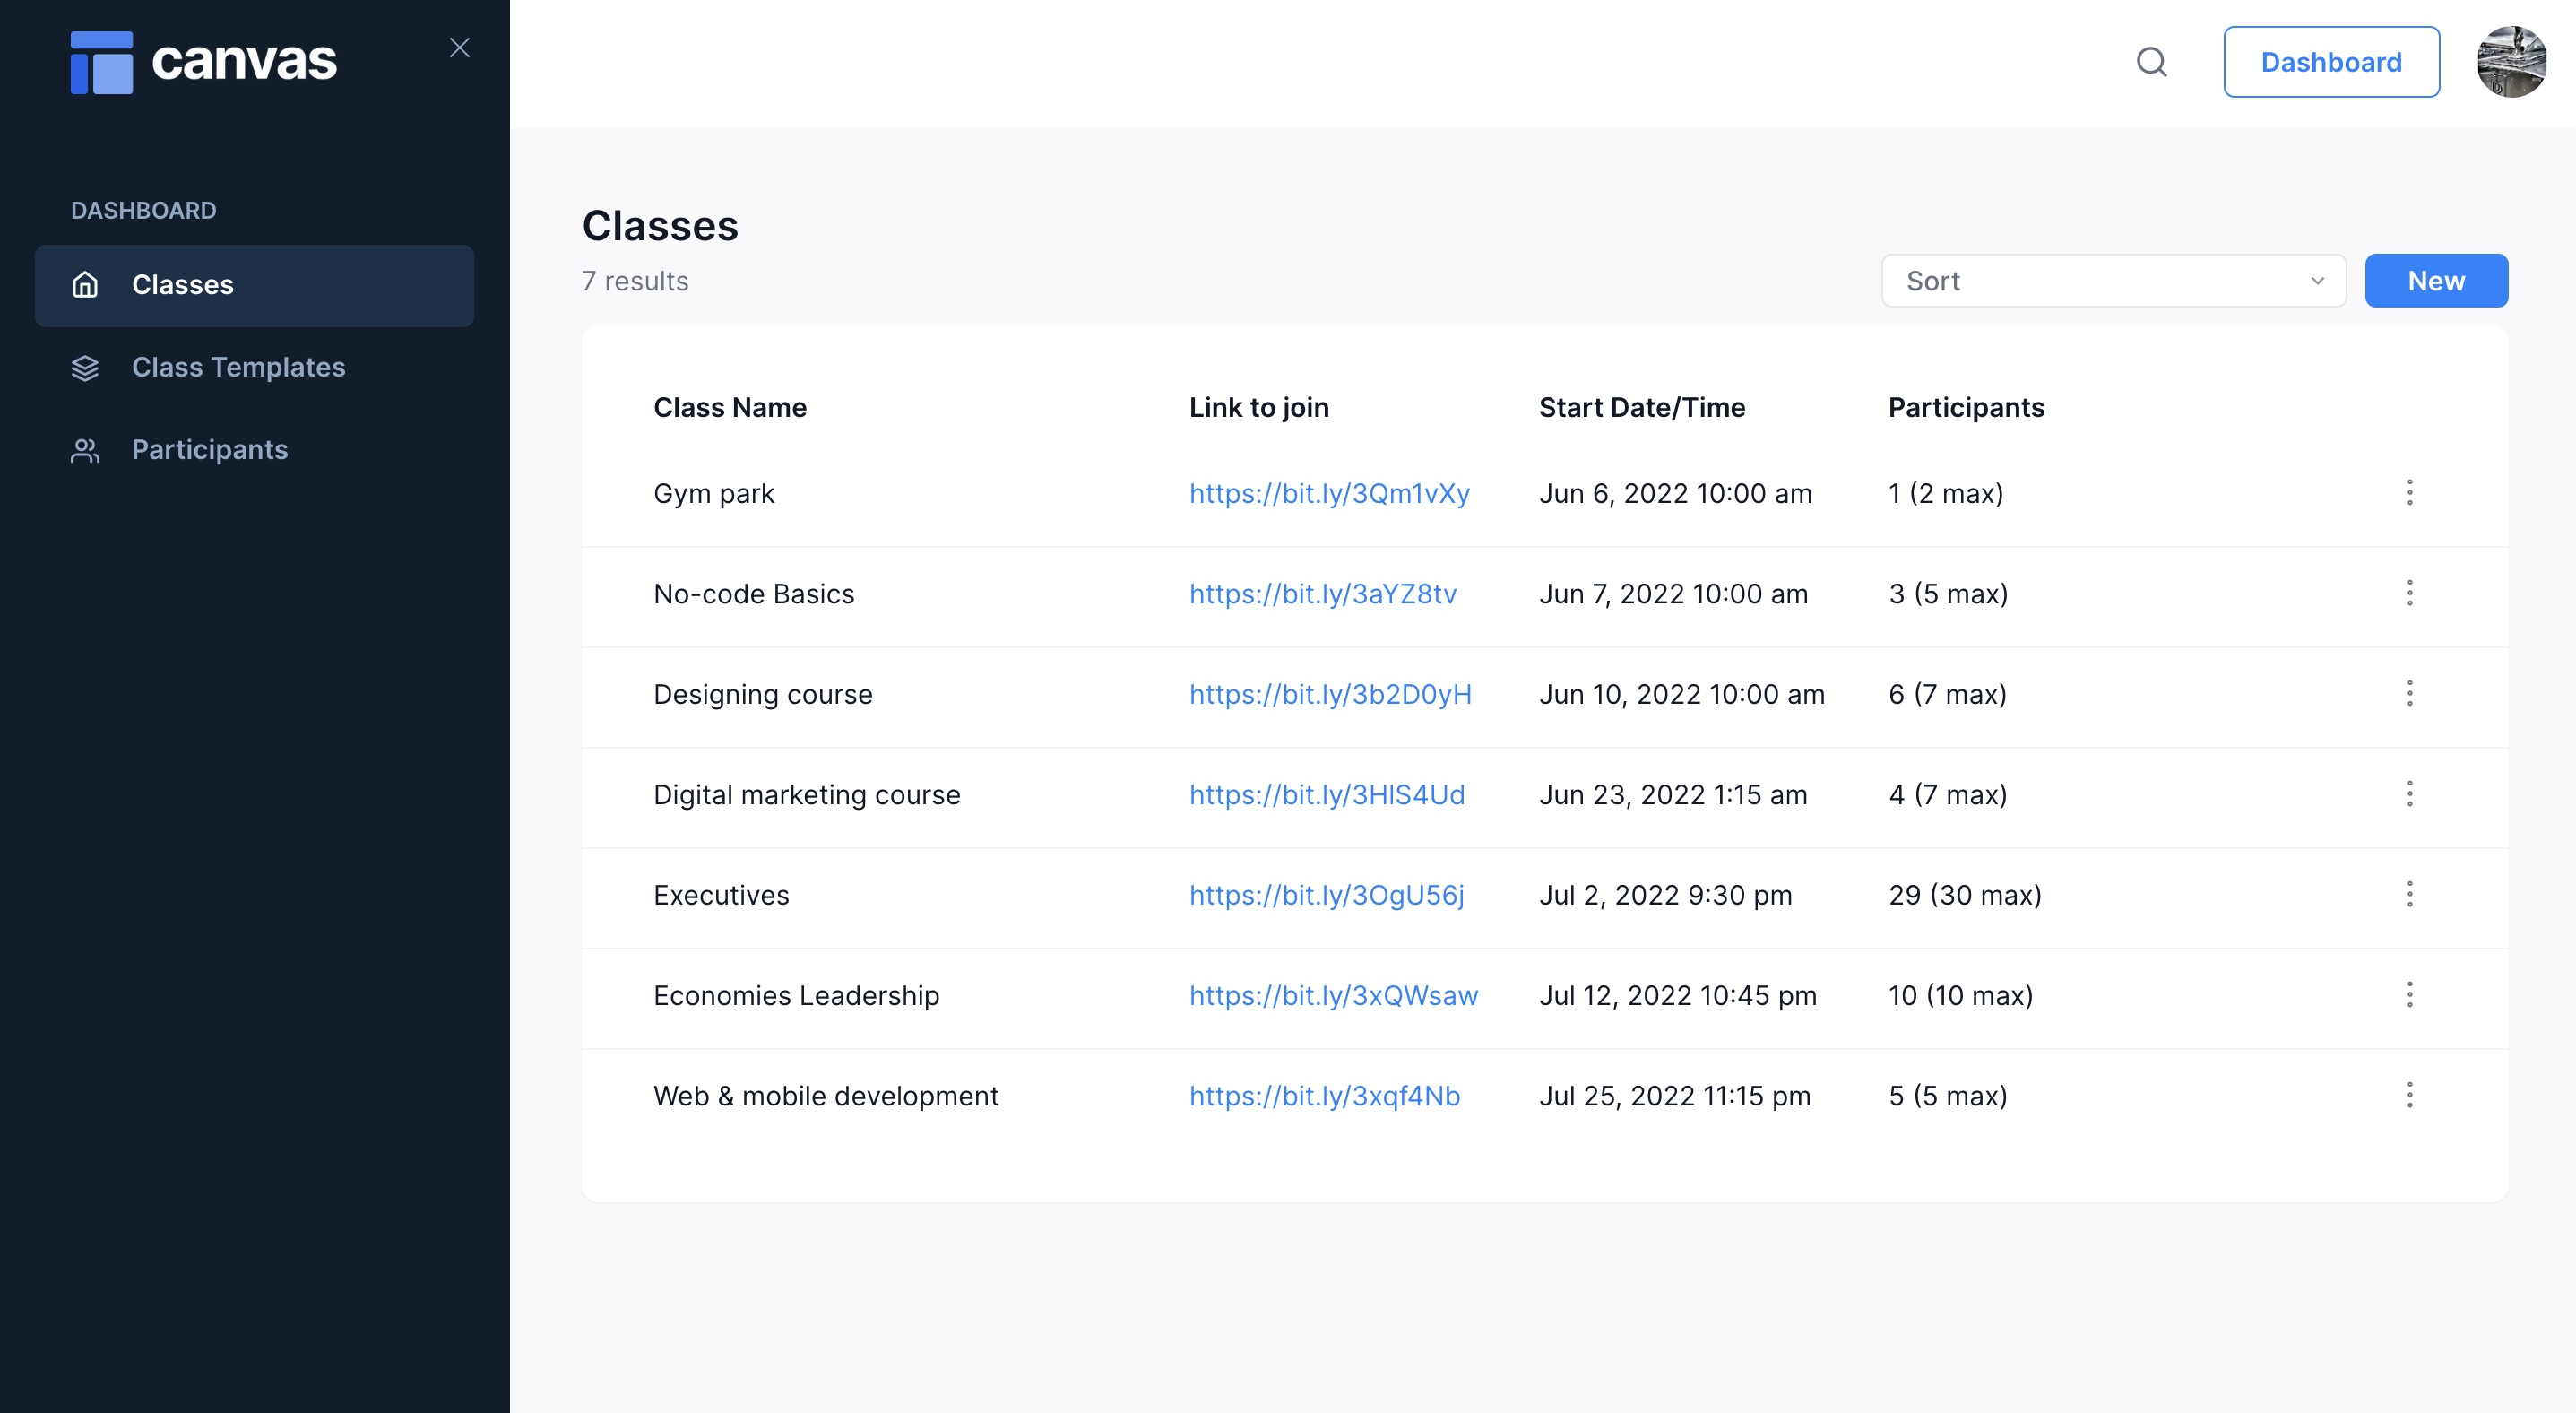 canvas
Dashboard
DASHBOARD
Classes
Class Templates
Participants
Classes
7 results
Sort
New
Class Name Link to join Start Date/Time Participants
Gym park https://bit.ly/3Qm1vXy Jun 6, 2022 10:00 am 1 (2 max)
No-code Basics https://bit.ly/3aYZ8tv Jun 7, 2022 10:00 am 3 (5 max)
Designing course https://bit.ly/3b2D0yH Jun 10, 2022 10:00 am 6 (7 max)
Digital marketing course https://bit.ly/3HlS4Ud Jun 23, 2022 1:15 am 4 (7 max)
Executives https://bit.ly/3OgU56j Jul 2, 2022 9:30 pm 29 (30 max)
Economies Leadership https://bit.ly/3xQWsaw Jul 12, 2022 10:45 pm 10 (10 max)
Web & mobile development https://bit.ly/3xqf4Nb Jul 25, 2022 11:15 pm 5 (5 max)